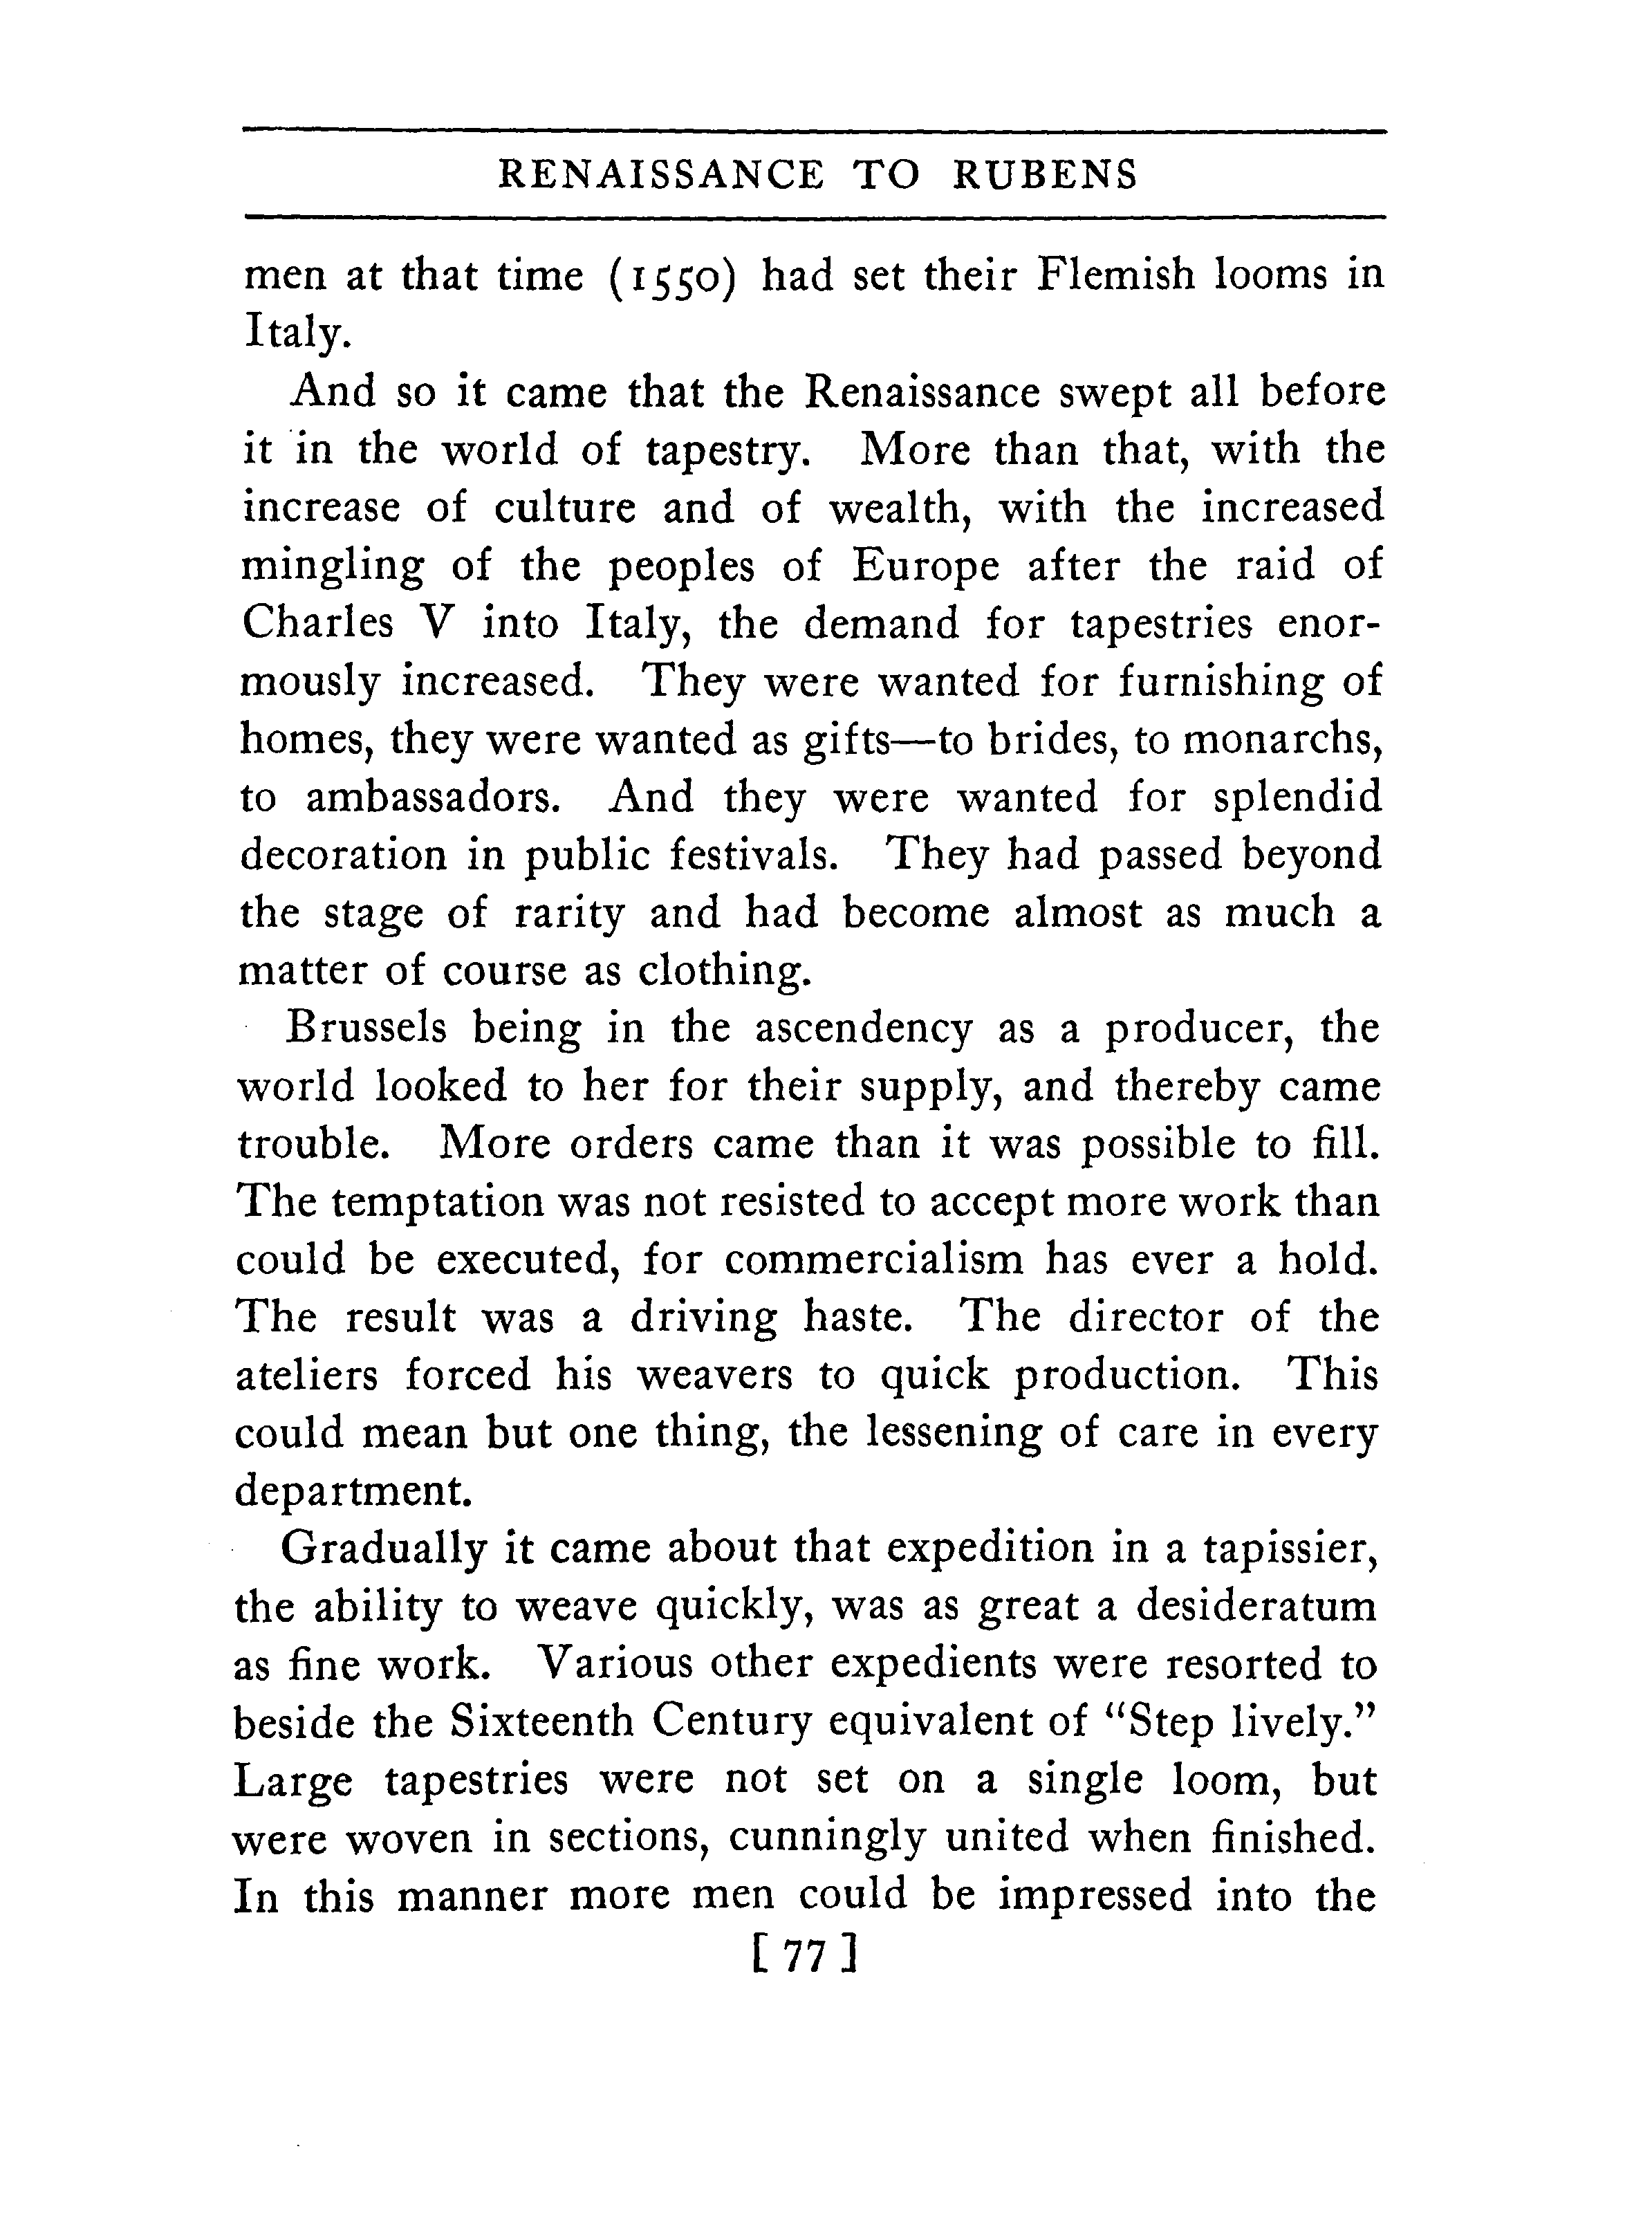 RENAISSANCE TO RUBENS
men at that time (1550) had set their Flemish looms in
Italy.
And so it came that the Renaissance swept all before
it in the world of tapestry. More than that, with the
increase of culture and of wealth, with the increased
mingling of the peoples of Europe after the raid of
Charles V into Italy, the demand for tapestries enor-
mously increased. They were wanted for furnishing of
homes, they were wanted as gifts—to brides, to monarchs,
to ambassadors. And they were wanted for splendid
decoration in public festivals. They had passed beyond
the stage of rarity and had become almost as much a
matter of course as clothing.
Brussels being in the ascendency as a producer, the
world looked to her for their supply, and thereby came
trouble. More orders came than it was possible to fill.
The temptation was not resisted to accept more work than
could be executed, for commercialism has ever a hold.
The result was a driving haste. The director of the
ateliers forced his weavers to quick production. This
could mean but one thing, the lessening of care in every
department.
Gradually it came about that expedition in a tapissier,
the ability to weave quickly, was as great a desideratum
as fine work. Various other expedients were resorted to
beside the Sixteenth Century equivalent of “Step lively.”
Large tapestries were not set on a single loom, but
were woven in sections, cunningly united when finished.
In this manner more men could be impressed into the
[ 77 ]